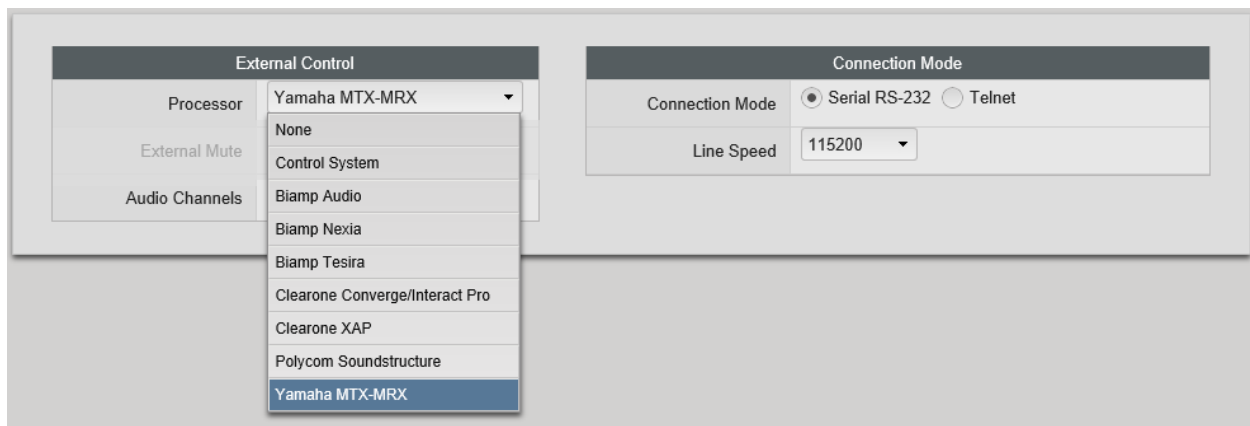 External Control
Processor
Yamaha MTX-MRX
None
Control System
Biamp Audio
Biamp Nexia
Biamp Tesira
Clearone Converge/Interact Pro
Clearone XAP
Polycom Soundstructure
Yamaha MTX-MRX
External Mute
Audio Channels
Connection Mode
Connection Mode
Serial RS-232
Telnet
Line Speed
115200